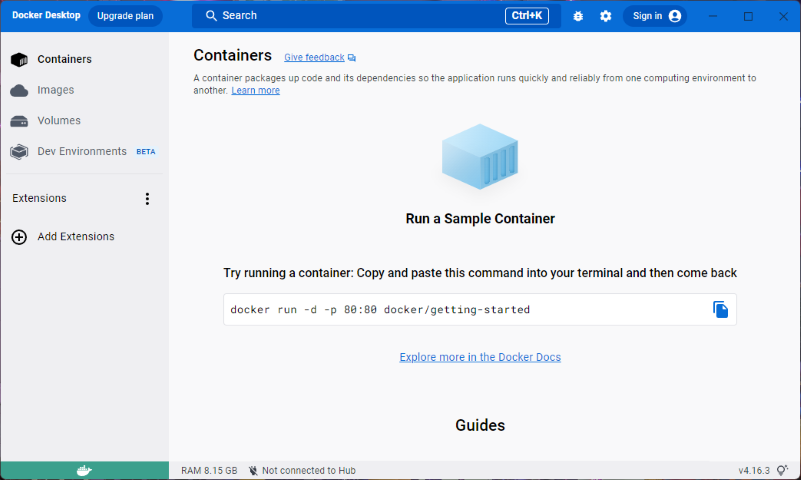 Docker Desktop Upgrade plan Search Ctrl+K Sign in
Containers
Images
Volumes
Dev Environments BETA
Extensions
Add Extensions
Containers Give feedback
A container packages up code and its dependencies so the application runs quickly and reliably from one computing environment to
another. Learn more
Run a Sample Container
Try running a container: Copy and paste this command into your terminal and then come back
docker run -d -p 80:80 docker/getting-started
Explore more in the Docker Docs
Guides
RAM 8.15 GB Not connected to Hub v4.16.3